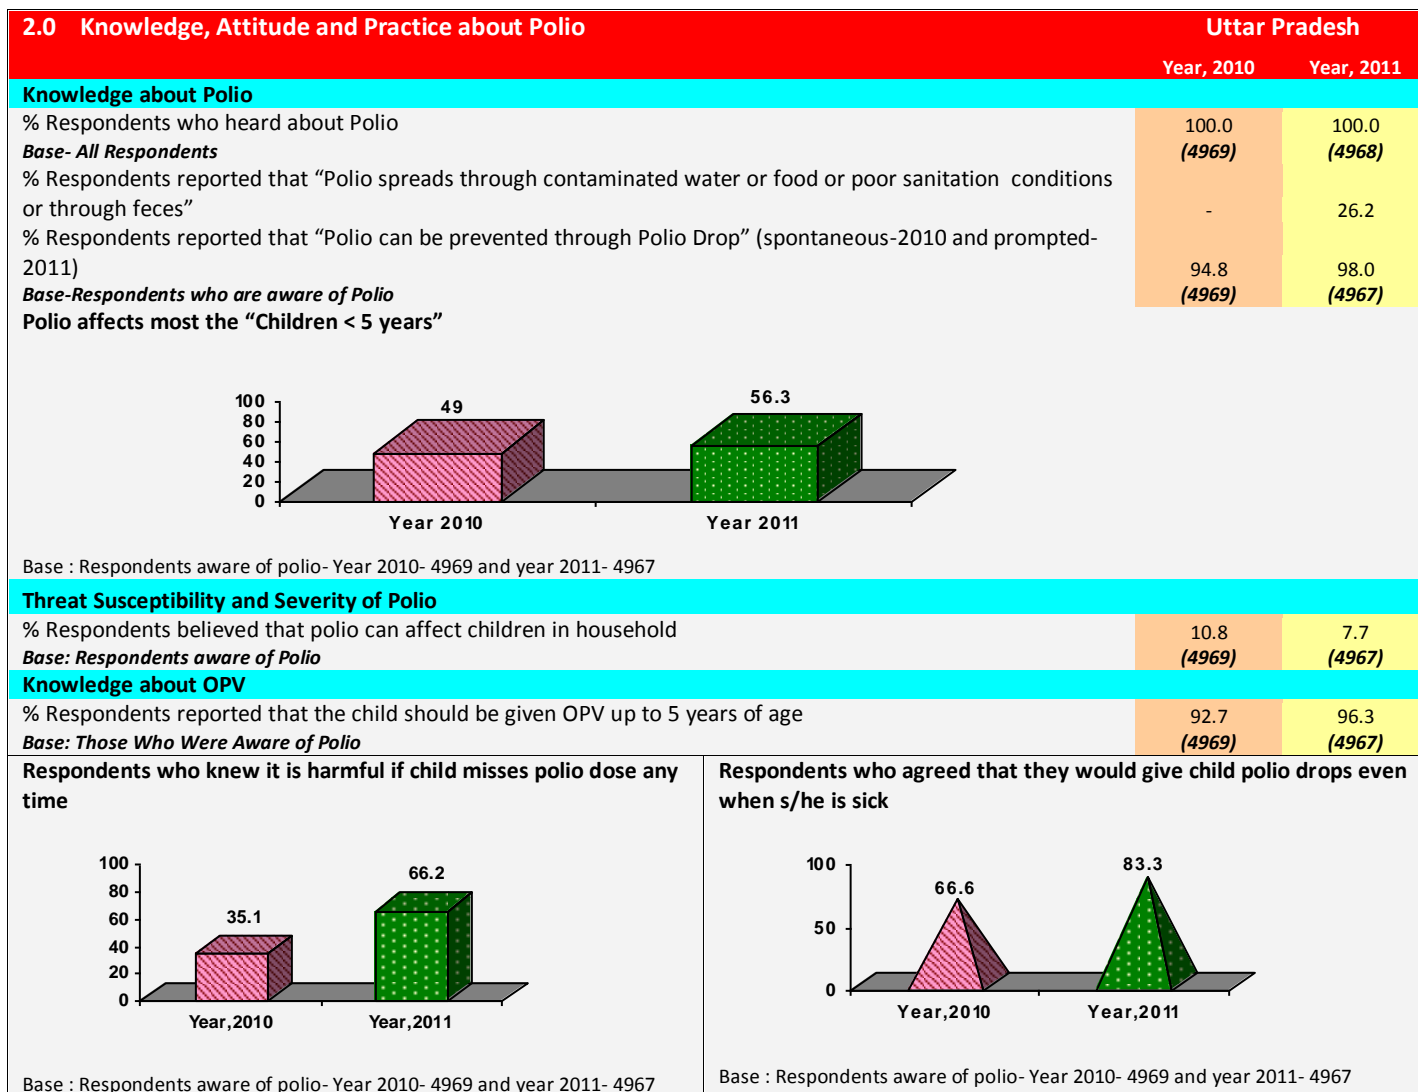 2.0 Knowledge, Attitude and Practice about Polio Uttar Pradesh
Year, 2010 Year, 2011
Knowledge about Polio
% Respondents who heard about Polio 100.0 100.0
Base- All Respondents (4969) (4968)
% Respondents reported that “Polio spreads through contaminated water or food or poor sanitation conditions
or through feces” - 26.2
% Respondents reported that “Polio can be prevented through Polio Drop” (spontaneous-2010 and prompted-
2011) 94.8 98.0
Base-Respondents who are aware of Polio (4969) (4967)
Polio affects most the “Children < 5 years”
100
80
60
40
20
0
49
56.3
Year 2010 Year 2011
Base : Respondents aware of polio- Year 2010- 4969 and year 2011- 4967
Threat Susceptibility and Severity of Polio
% Respondents believed that polio can affect children in household 10.8 7.7
Base: Respondents aware of Polio (4969) (4967)
Knowledge about OPV
% Respondents reported that the child should be given OPV up to 5 years of age 92.7 96.3
Base: Those Who Were Aware of Polio (4969) (4967)
Respondents who knew it is harmful if child misses polio dose any
time
100
80
60
40
20
0
35.1
66.2
Year,2010 Year,2011
Base : Respondents aware of polio- Year 2010- 4969 and year 2011- 4967
Respondents who agreed that they would give child polio drops even
when s/he is sick
100
50
0
66.6
83.3
Year,2010 Year,2011
Base : Respondents aware of polio- Year 2010- 4969 and year 2011- 4967